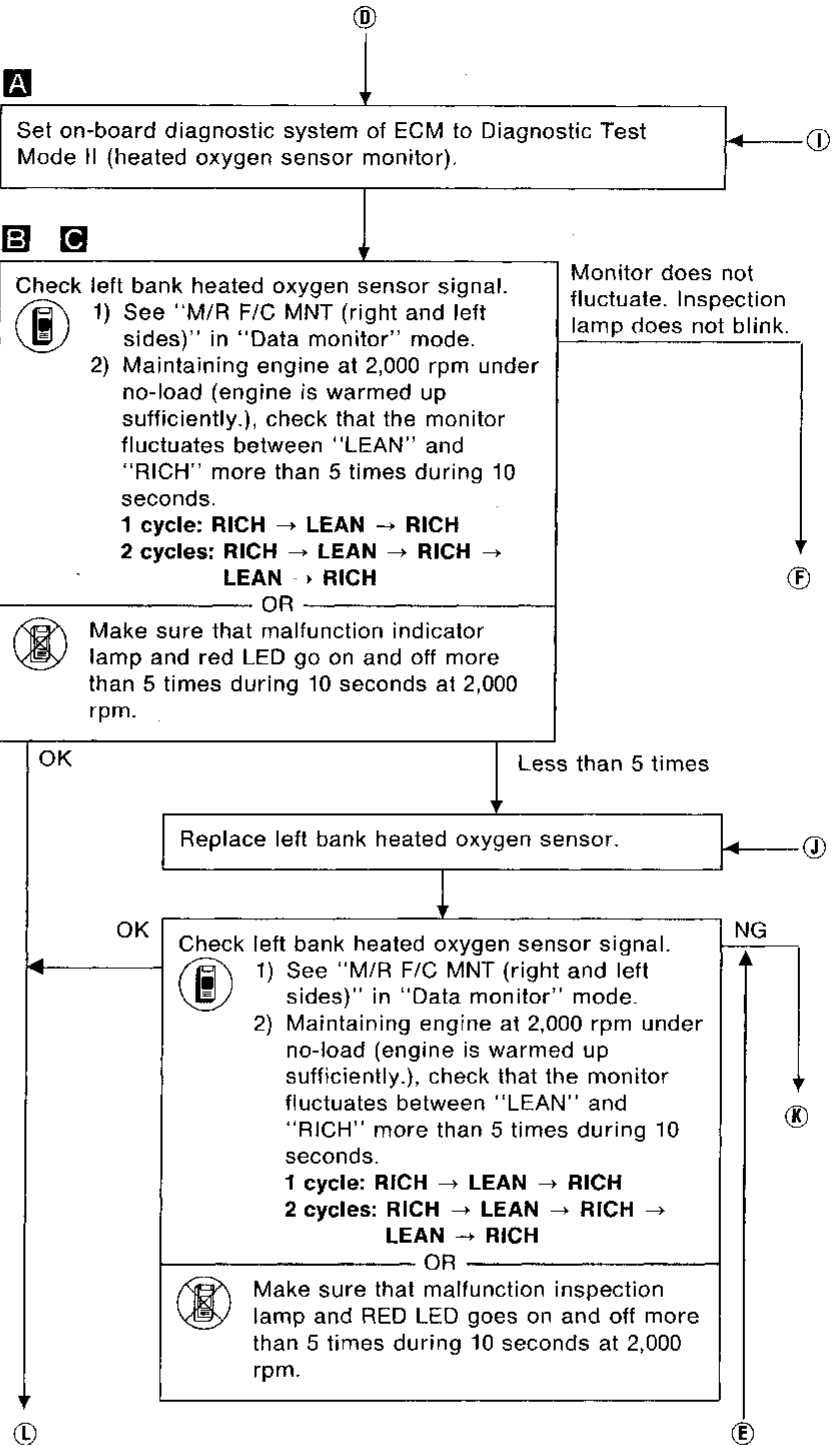 D
A
Set on-board diagnostic system of ECM to Diagnostic Test
Mode II (heated oxygen sensor monitor).
I
B C
Check left bank heated oxygen sensor signal.
1) See "M/R F/C MNT (right and left
sides)" in "Data monitor" mode.
2) Maintaining engine at 2,000 rpm under
no-load (engine is warmed up
sufficiently.), check that the monitor
fluctuates between "LEAN" and
"RICH" more than 5 times during 10
seconds.
1 cycle: RICH → LEAN → RICH
2 cycles: RICH → LEAN → RICH →
LEAN → RICH
OR
Make sure that malfunction indicator
lamp and red LED go on and off more
than 5 times during 10 seconds at 2,000
rpm.
Monitor does not
fluctuate. Inspection
lamp does not blink.
F
OK
Less than 5 times
Replace left bank heated oxygen sensor.
J
OK
NG
Check left bank heated oxygen sensor signal.
1) See "M/R F/C MNT (right and left
sides)" in "Data monitor" mode.
2) Maintaining engine at 2,000 rpm under
no-load (engine is warmed up
sufficiently.), check that the monitor
fluctuates between "LEAN" and
"RICH" more than 5 times during 10
seconds.
1 cycle: RICH → LEAN → RICH
2 cycles: RICH → LEAN → RICH →
LEAN → RICH
OR
Make sure that malfunction inspection
lamp and RED LED goes on and off more
than 5 times during 10 seconds at 2,000
rpm.
K
L
E